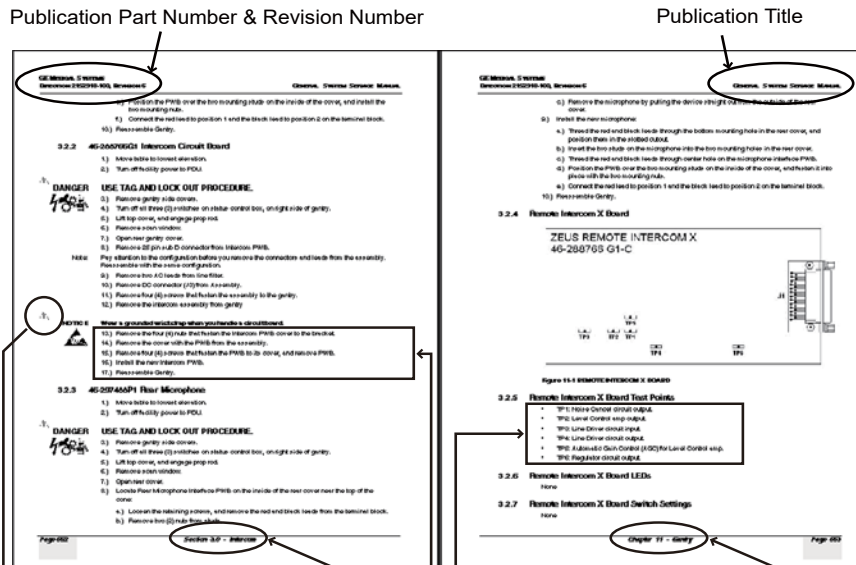 Publication Part Number & Revision Number
Publication Title
GE MEDICAL SYSTEMS
DIRECTION 2152918-100, REVISION 6
GENERAL SYSTEM SERVICE MANUAL
Position the PWB over the two mounting studs on the inside of the cover, and install the
two mounting nuts.
f.) Connect the red lead to position 1 and the black lead to position 2 on the terminal block.
10.) Reassemble Gantry.
3.2.2 46-288766G1 Intercom Circuit Board
1.) Move table to lowest elevation.
2.) Turn off facility power to PDU.
DANGER USE TAG AND LOCK OUT PROCEDURE.
3.) Remove gantry side covers.
4.) Turn off all three (3) switches on status control box, on right side of gantry.
5.) Lift top cover, and engage prop rod.
6.) Remove scan window.
7.) Open rear gantry cover.
8.) Remove 25 pin sub D connector from Intercom PWB.
Note: Pay attention to the configuration before you remove the connectors and leads from the assembly.
Reassemble with the same configuration.
9.) Remove two AC leads from line filter.
10.) Remove DC connector (J3) from Assembly.
11.) Remove four (4) screws that fasten the assembly to the gantry.
12.) Remove the intercom assembly from gantry
NOTICE Wear a grounded wriststrap when you handle a circuit board.
13.) Remove the four (4) nuts that fasten the Intercom PWB cover to the bracket.
14.) Remove the cover with the PWB from the assembly.
15.) Remove four (4) screws that fasten the PWB to its cover, and remove PWB.
16.) Install the new Intercom PWB.
17.) Reassemble Gantry.
3.2.3 46-297488P1 Rear Microphone
1.) Move table to lowest elevation.
2.) Turn off facility power to PDU.
DANGER USE TAG AND LOCK OUT PROCEDURE.
3.) Remove gantry side covers.
4.) Turn off all three (3) switches on status control box, on right side of gantry.
5.) Lift top cover, and engage prop rod.
6.) Remove scan window.
7.) Open rear cover.
8.) Locate Rear Microphone Interface PWB on the inside of the rear cover near the top of the
cone:
a.) Loosen the retaining screws, and remove the red and black leads from the terminal block.
b.) Remove two (2) nuts from studs.
Page 652
Section 3.0 - Intercom
GE MEDICAL SYSTEMS
DIRECTION 2152918-100, REVISION 6
GENERAL SYSTEM SERVICE MANUAL
c.) Remove the microphone by pulling the device straight out from the outside of the rear
cover.
9.) Install the new microphone:
a.) Thread the red and black leads through the bottom mounting hole in the rear cover, and
position them in the slotted cutout.
b.) Insert the two studs on the microphone into the two mounting holes in the rear cover.
c.) Thread the red and black leads through center hole on the microphone interface PWB.
d.) Position the PWB over the two mounting studs on the inside of the cover, and fasten it into
place with the two mounting nuts.
e.) Connect the red lead to position 1 and the black lead to position 2 on the terminal block.
10.) Reassemble Gantry.
3.2.4 Remote Intercom X Board
ZEUS REMOTE INTERCOM X
46-288766 G1-C
J1
TP5
TP3 TP2 TP1
TP4 TP6
Figure 11-1 REMOTE INTERCOM X BOARD
3.2.5 Remote Intercom X Board Test Points
• TP1: Noise Cancel circuit output.
• TP2: Level Control amp output.
• TP3: Line Driver circuit input.
• TP4: Line Driver circuit output.
• TP5: Automatic Gain Control (AGC) for Level Control amp.
• TP6: Regulator circuit output.
3.2.6 Remote Intercom X Board LEDs
None
3.2.7 Remote Intercom X Board Switch Settings
None
Chapter 11 - Gantry
Page 653